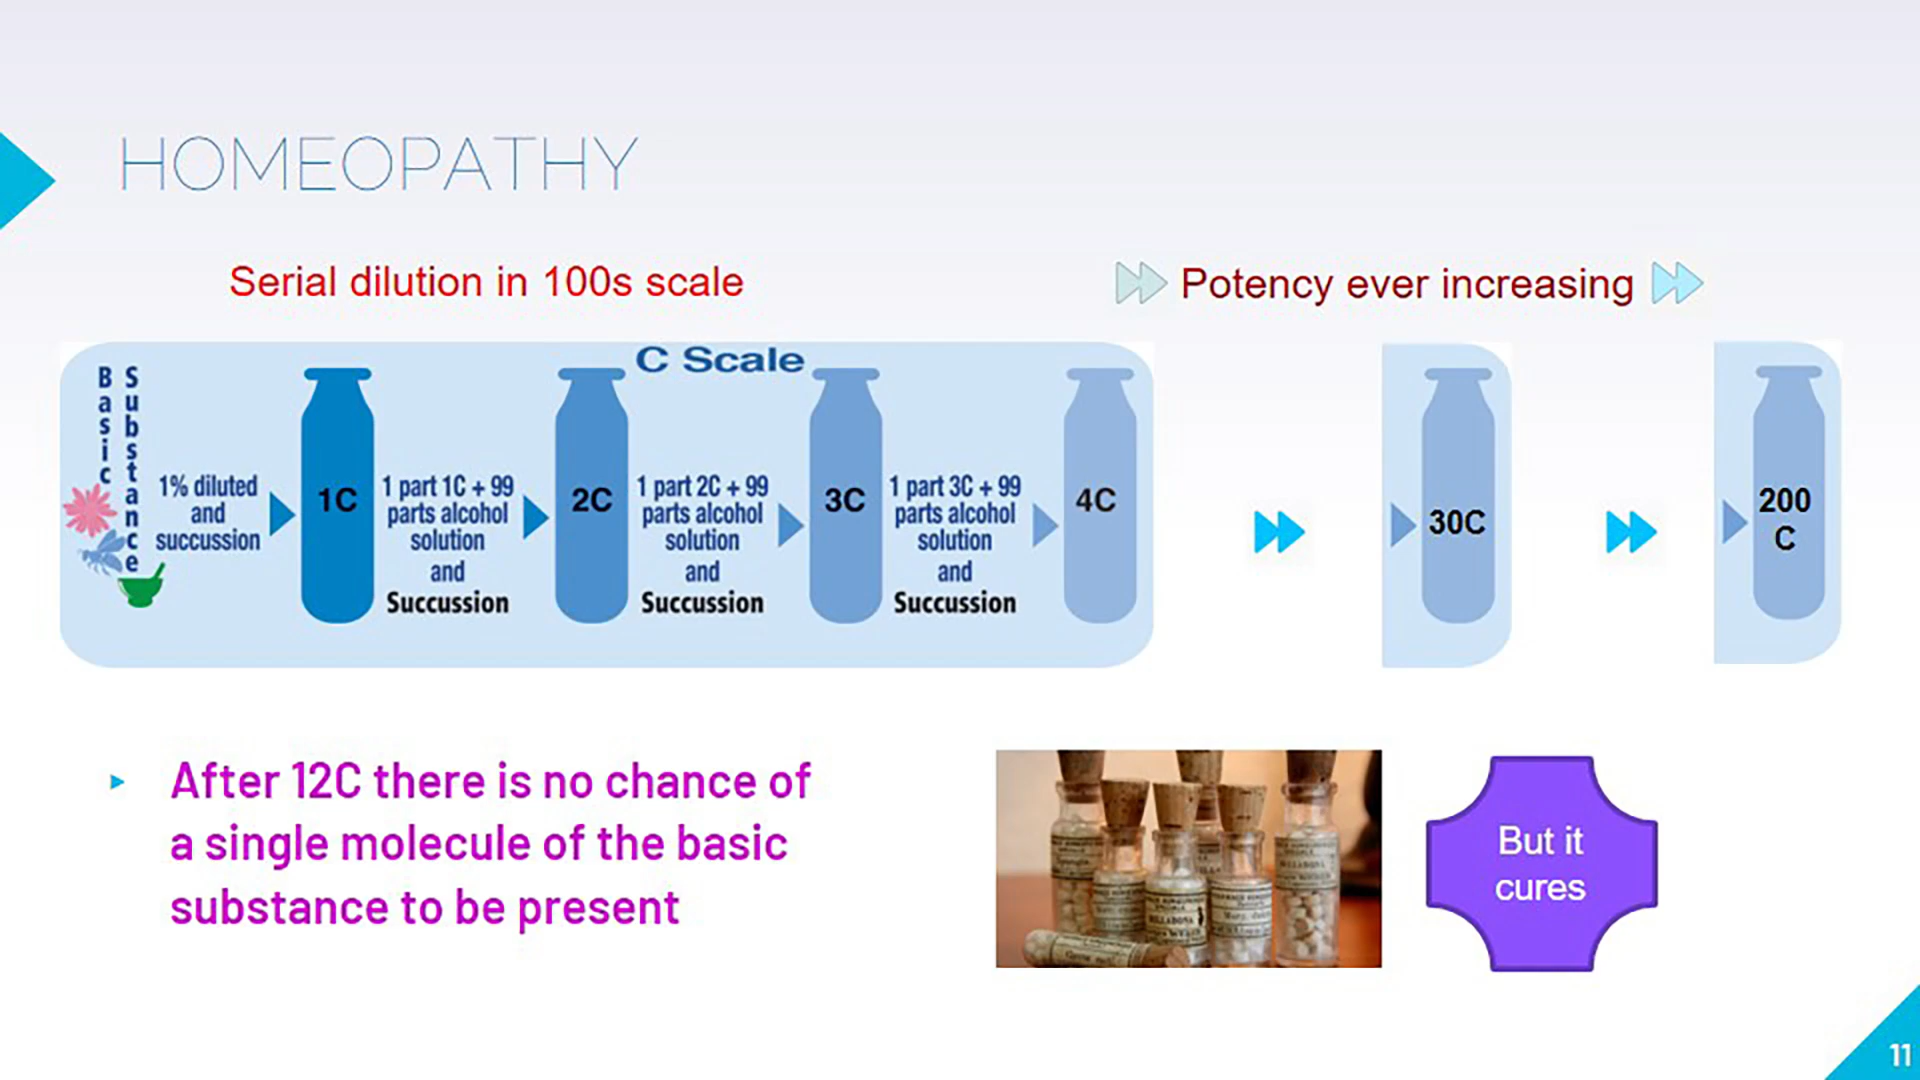 HOMEOPATHY
Serial dilution in 100s scale
Potency ever increasing
C Scale
Basic
Substance
1% diluted
and
succussion
1C
1 part 1C + 99
parts alcohol
solution
and
Succussion
2C
1 part 2C + 99
parts alcohol
solution
and
Succussion
3C
1 part 3C + 99
parts alcohol
solution
and
Succussion
4C
30C
200
C
After 12C there is no chance of
a single molecule of the basic
substance to be present
But it
cures
11